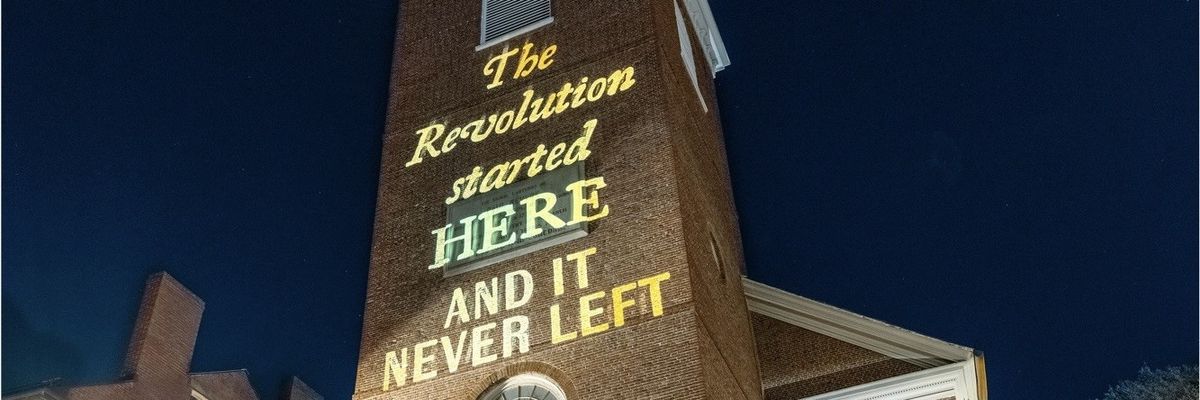 The
Revolution
started
HERE
AND IT
NEVER LEFT